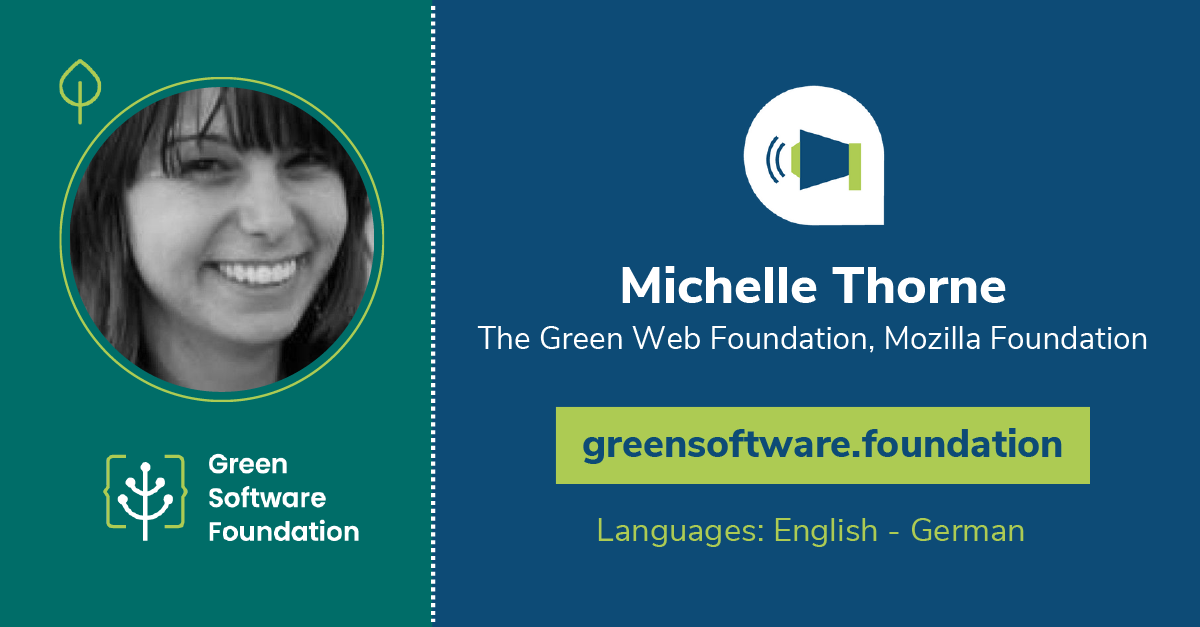 Green
Software
Foundation
Michelle Thorne
The Green Web Foundation, Mozilla Foundation
greensoftware.foundation
Languages: English - German